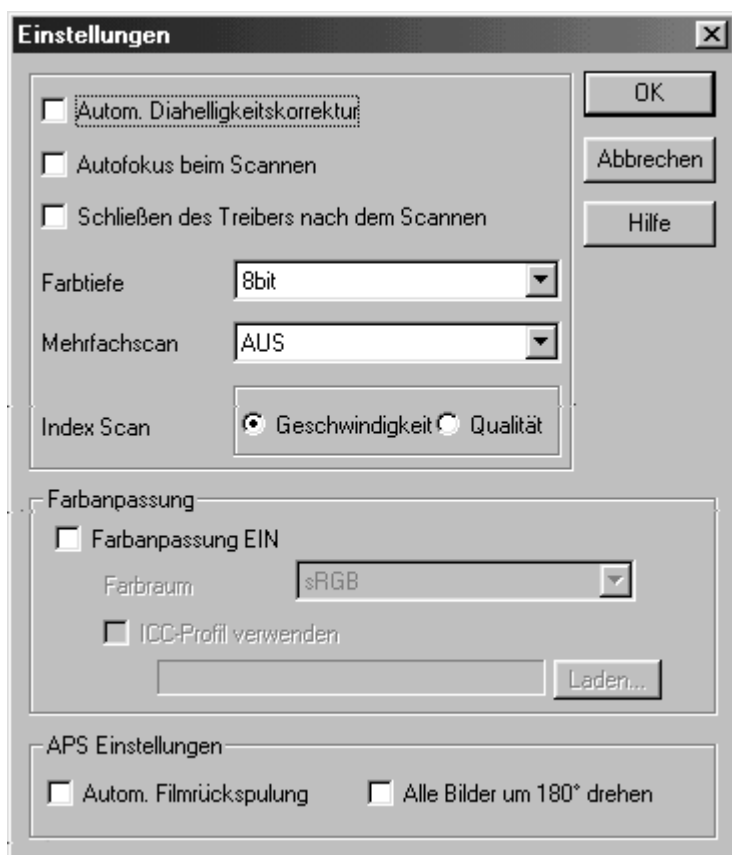 Einstellungen
Autom. Diahelligkeitskorrektur
OK
Autofokus beim Scannen
Abbrechen
Schließen des Treibers nach dem Scannen
Hilfe
Farbtiefe 8bit
Mehrfachscan AUS
Index Scan Geschwindigkeit Qualität
Farbanpassung
Farbanpassung EIN
Farbraum sRGB
ICC-Profil verwenden
Laden...
APS Einstellungen
Autom. Filmrückspulung Alle Bilder um 180° drehen